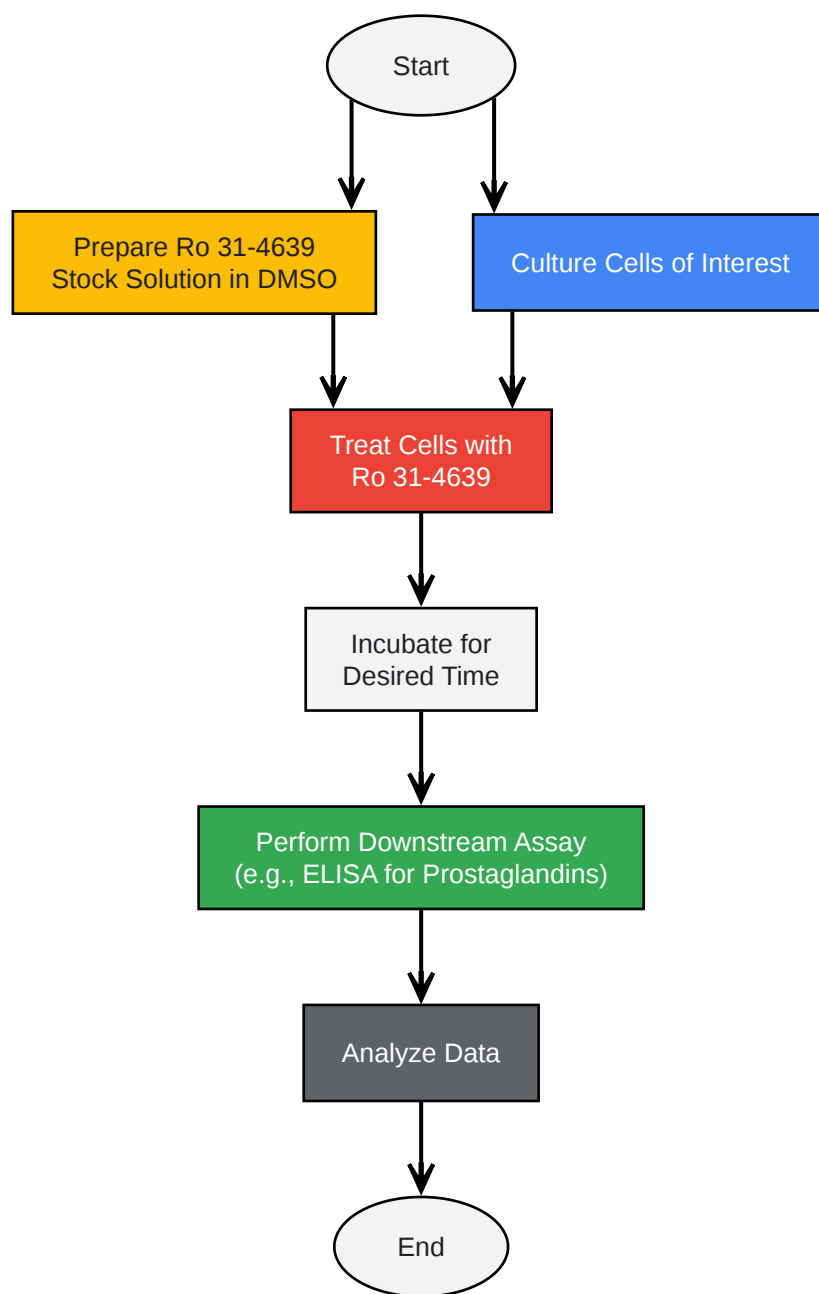 Start
Prepare Ro 31-4639
Stock Solution in DMSO
Culture Cells of Interest
Treat Cells with
Ro 31-4639
Incubate for
Desired Time
Perform Downstream Assay
(e.g., ELISA for Prostaglandins)
Analyze Data
End